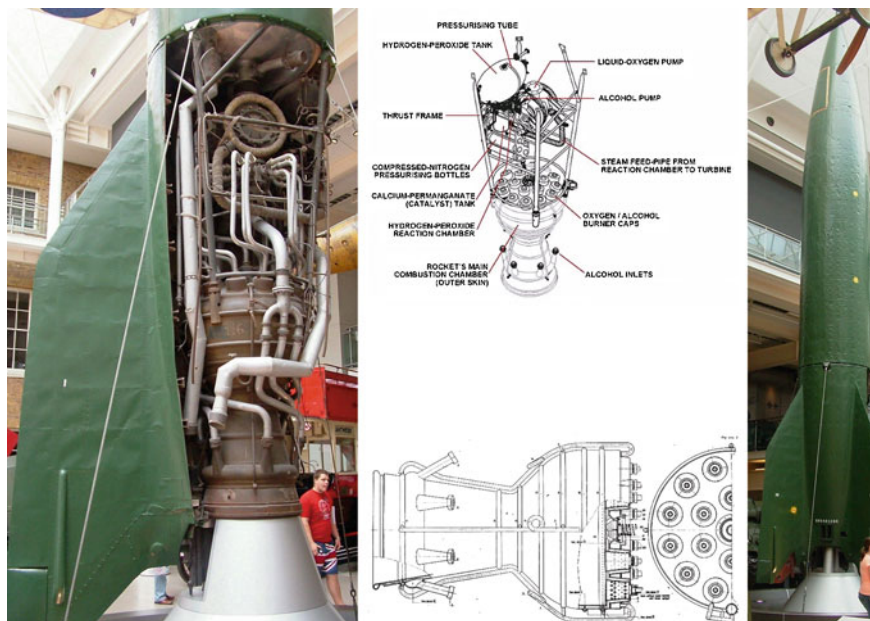 PRESSURISING TUBE
HYDROGEN-PEROXIDE TANK
LIQUID-OXYGEN PUMP
ALCOHOL PUMP
THRUST FRAME
STEAM FEED-PIPE FROM
REACTION CHAMBER TO TURBINE
COMPRESSED-NITROGEN
PRESSURISING BOTTLES
CALCIUM-PERMANGANATE
(CATALYST) TANK
OXYGEN / ALCOHOL
BURNER CAPS
HYDROGEN-PEROXIDE
REACTION CHAMBER
ROCKET'S MAIN
COMBUSTION CHAMBER
(OUTER SKIN)
ALCOHOL INLETS